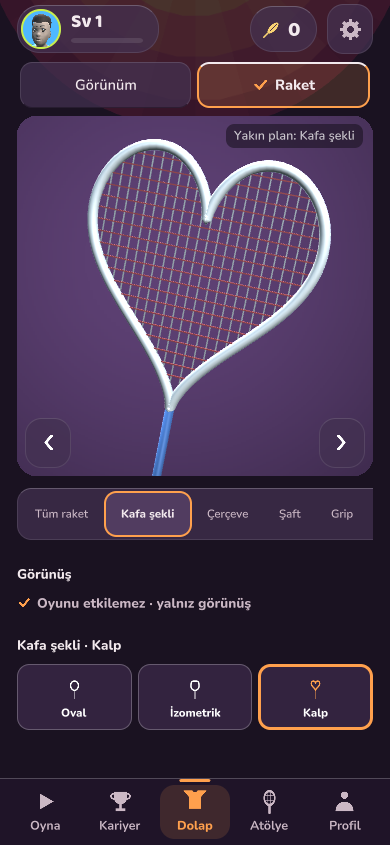 Sv 1
0
Görünüm
Raket
Yakın plan: Kafa şekli
Tüm raket
Kafa şekli
Çerçeve
Şaft
Grip
Görünüş
Oyunu etkilemez · yalnız görünüş
Kafa şekli · Kalp
Oval
İzometrik
Kalp
Oyna
Kariyer
Dolap
Atölye
Profil